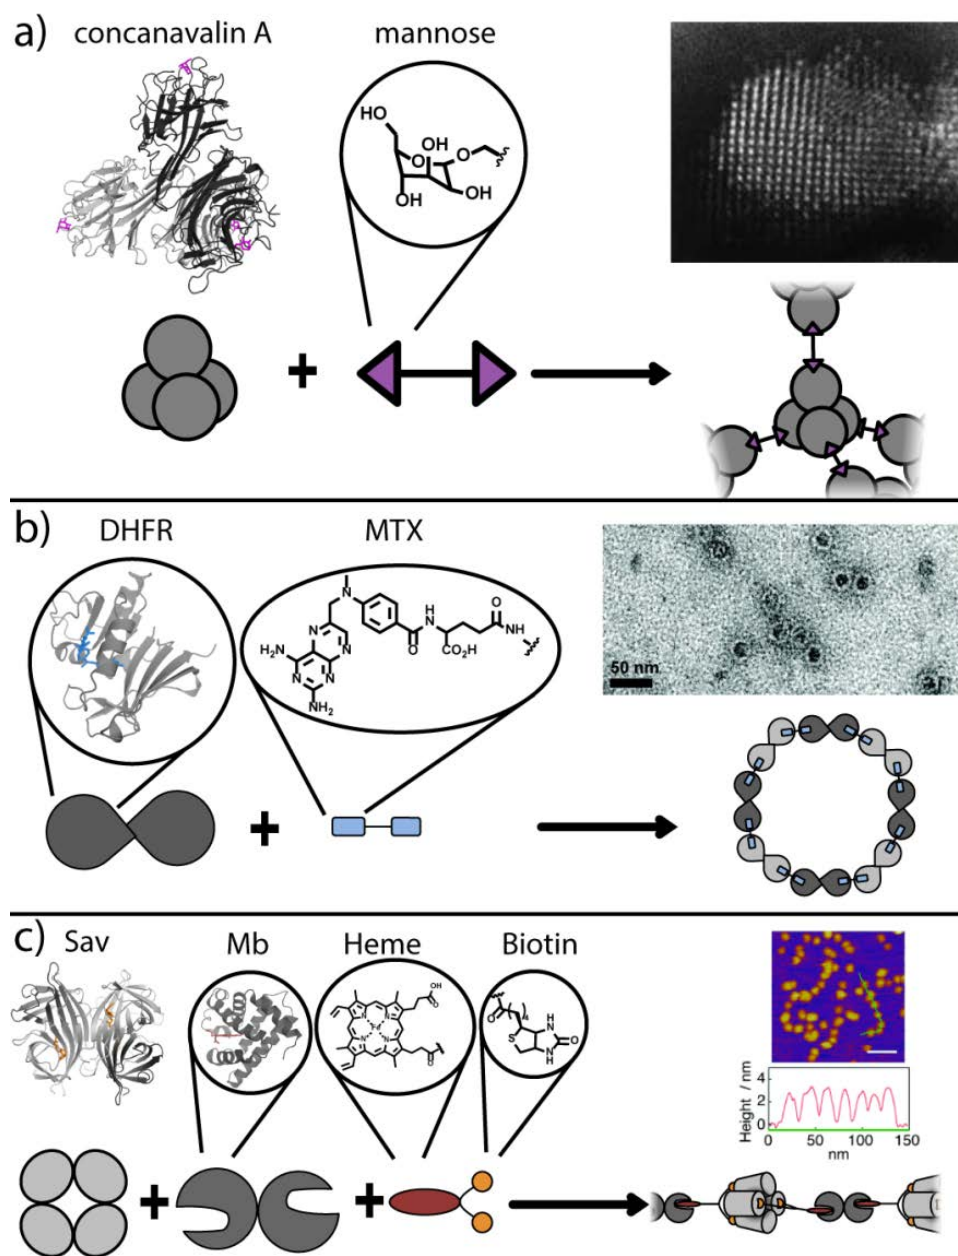 a)
concanavalin A
mannose
HO
OH
O
O
OH
OH
+
b)
DHFR
MTX
N
N
N
H₂N
N
N
NH₂
O
H
N
CO₂H
O
NH
50 nm
+
c)
Sav
Mb
Heme
Biotin
OH
O
N
N
N
N
O
O
4
S
H
N
O
N
H
Height / nm
4
2
0
0
50
100
150
nm
+
+